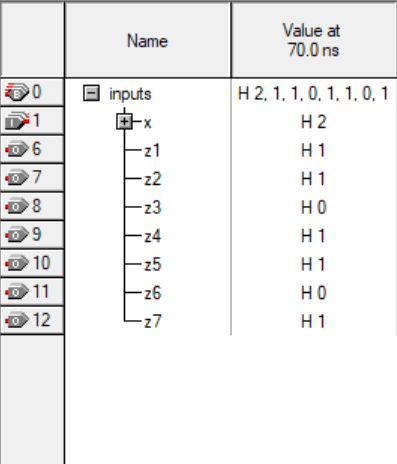 Name Value at 70.0 ns
0 inputs H 2, 1, 1, 0, 1, 1, 0, 1
1 x H 2
6 z1 H 1
7 z2 H 1
8 z3 H 0
9 z4 H 1
10 z5 H 1
11 z6 H 0
12 z7 H 1